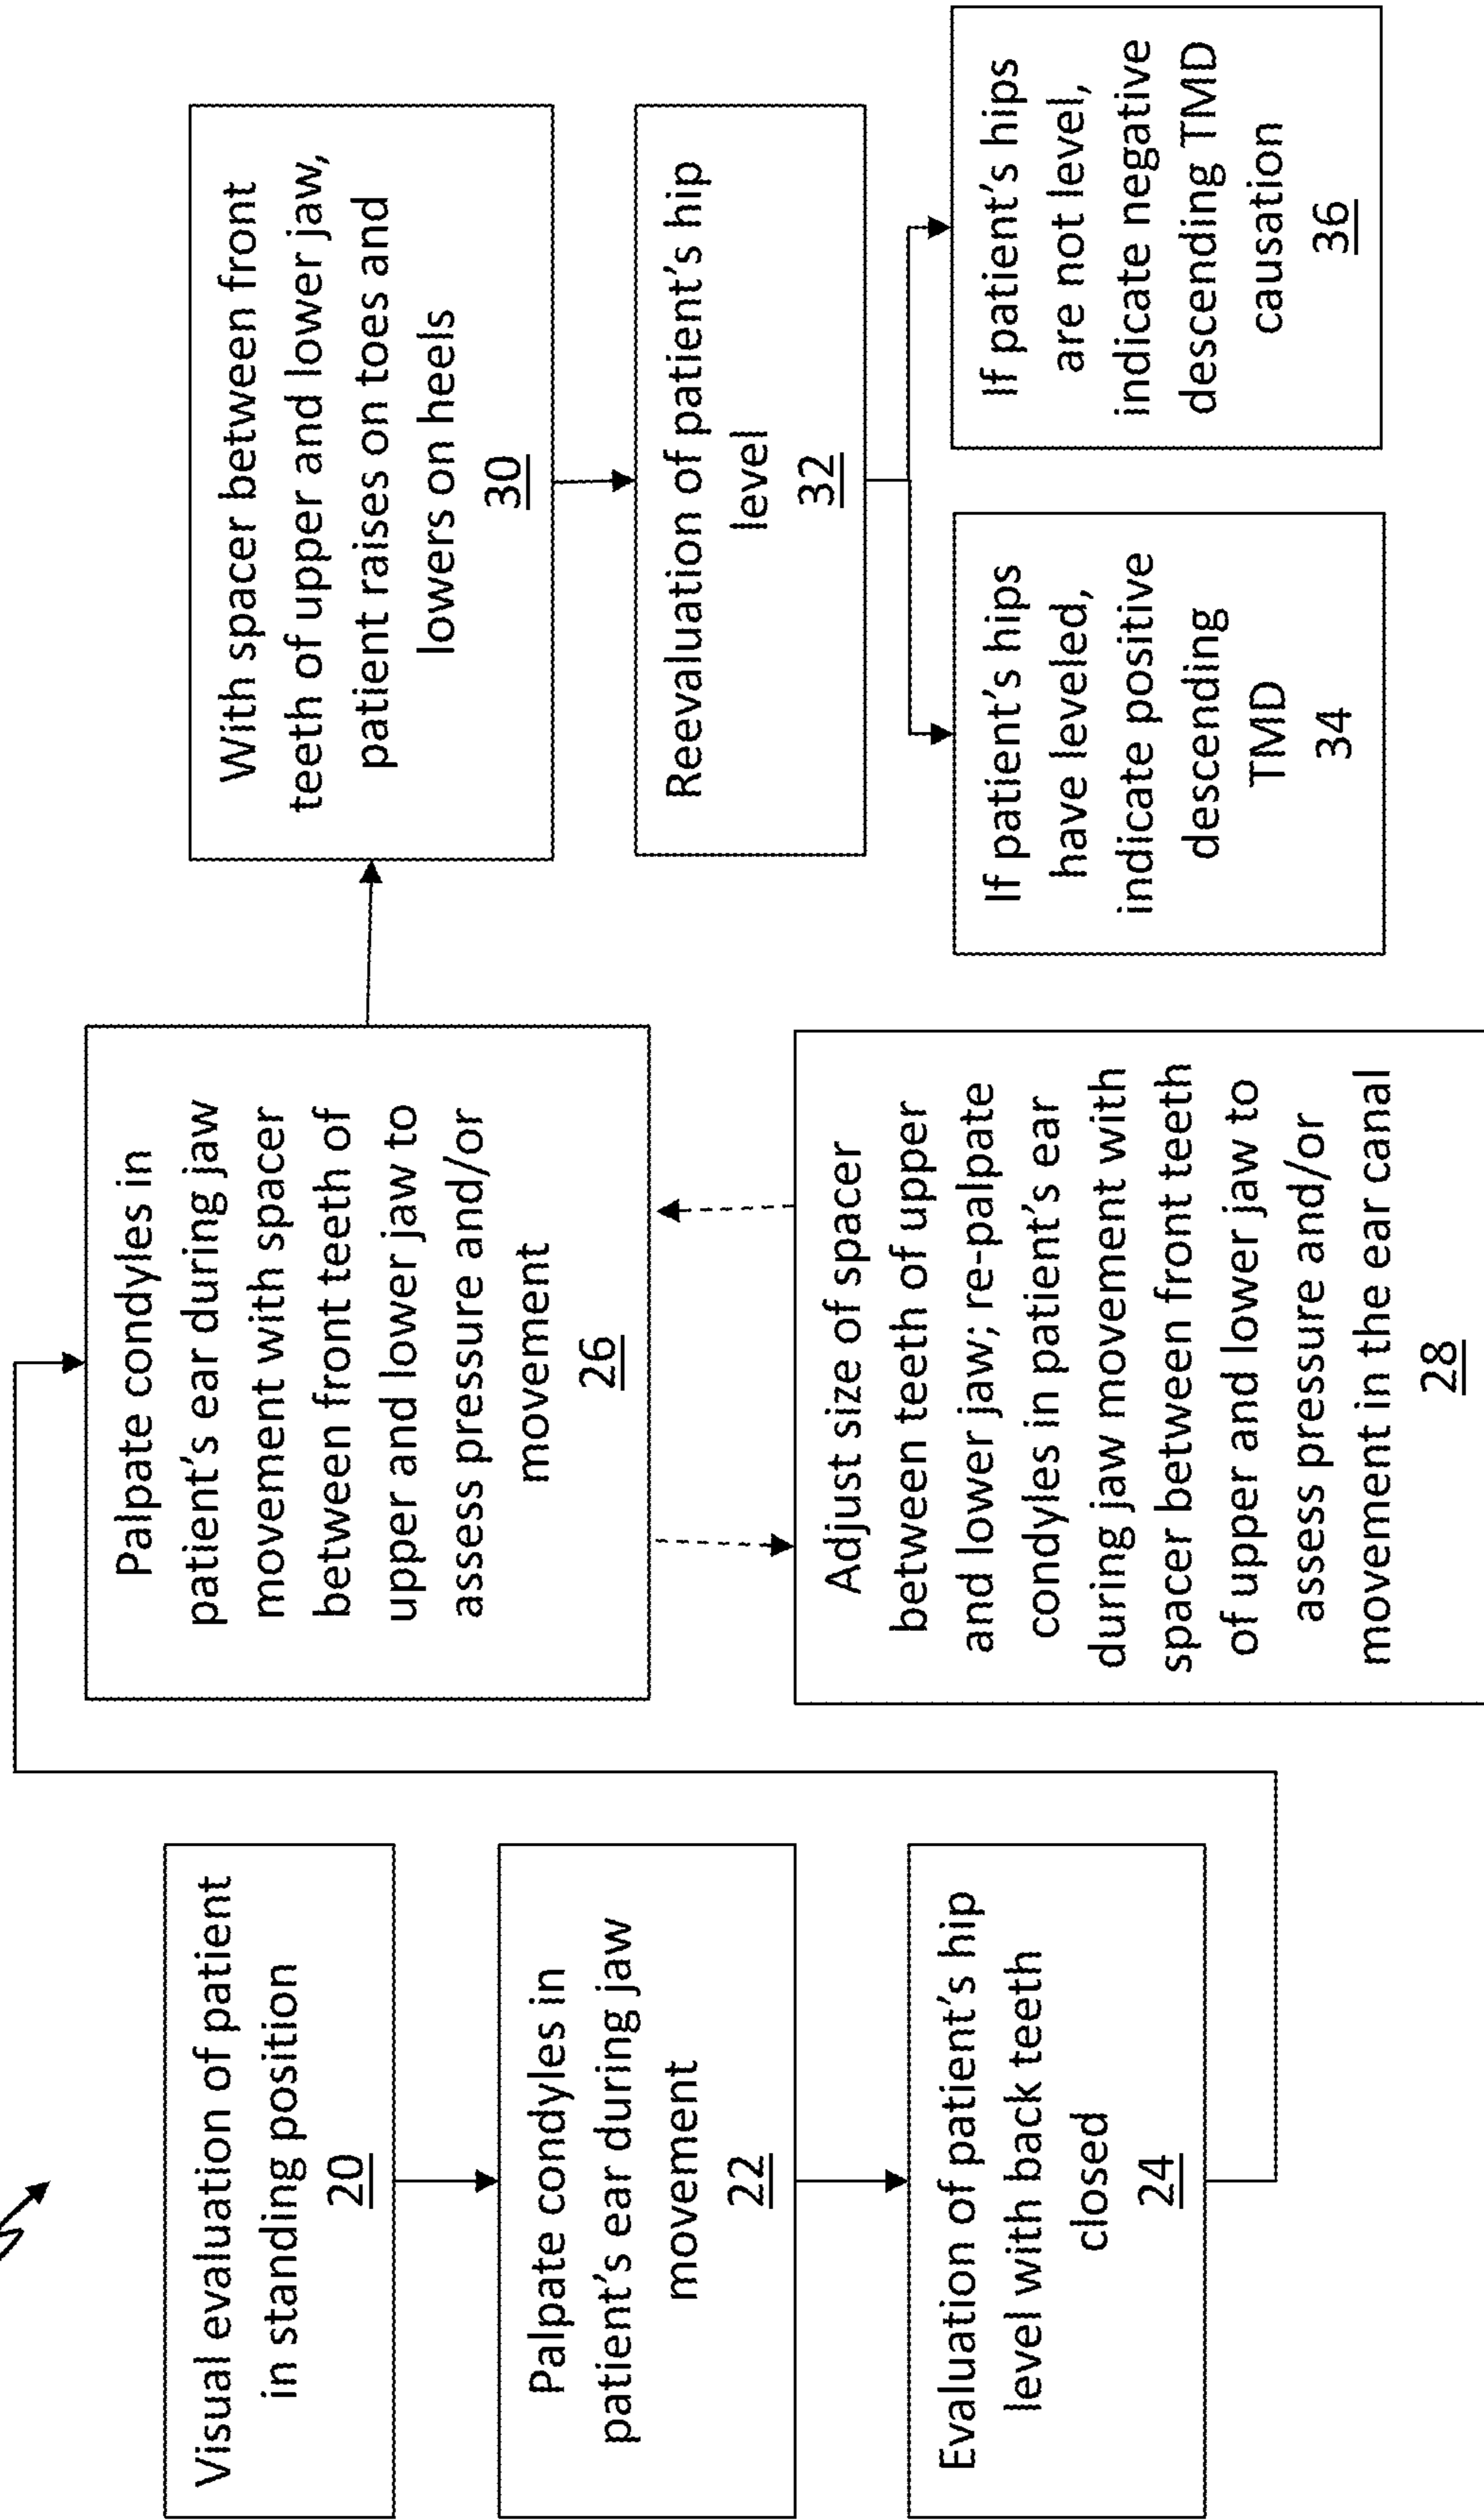 Visual evaluation of patient
in standing position
20
Palpate condyles in
patient's ear during jaw
movement
22
Evaluation of patient's hip
level with back teeth
closed
24
Palpate condyles in
patient's ear during jaw
movement with spacer
between front teeth of
upper and lower jaw to
assess pressure and/or
movement
26
Adjust size of spacer
between teeth of upper
and lower jaw; re-palpate
condyles in patient's ear
during jaw movement with
spacer between front teeth
of upper and lower jaw to
assess pressure and/or
movement in the ear canal
28
With spacer between front
teeth of upper and lower jaw,
patient raises on toes and
lowers on heels
30
Reevaluation of patient's hip
level
32
If patient's hips
have leveled,
indicate positive
descending
TMD
34
If patient's hips
are not level,
indicate negative
descending TMD
causation
36